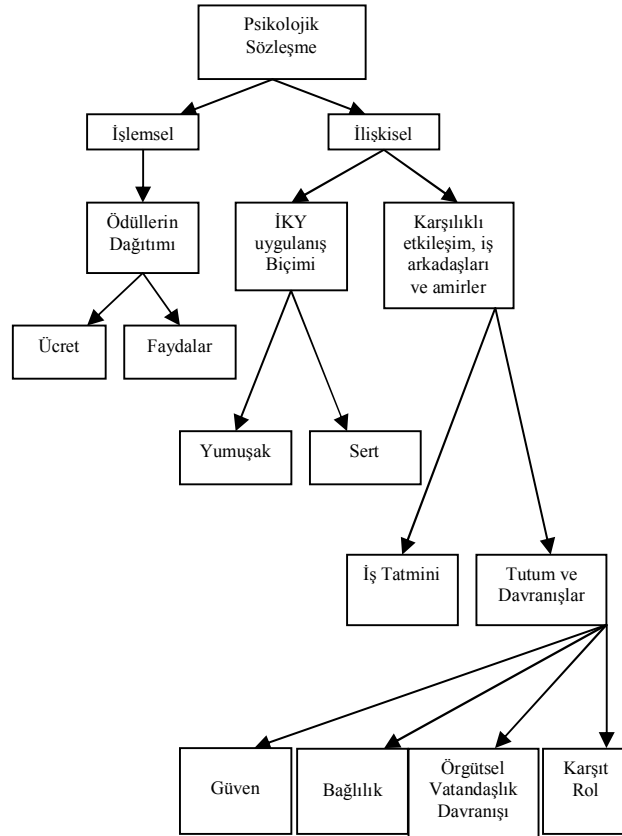 Psikolojik
Sözleşme
İşlemsel
İlişkisel
Ödüllerin
Dağıtımı
İKY
uygulanış
Biçimi
Karşılıklı
etkileşim, iş
arkadaşları
ve amirler
Ücret
Faydalar
Yumuşak
Sert
İş Tatmini
Tutum ve
Davranışlar
Güven
Bağlılık
Örgütsel
Vatandaşlık
Davranışı
Karşıt
Rol